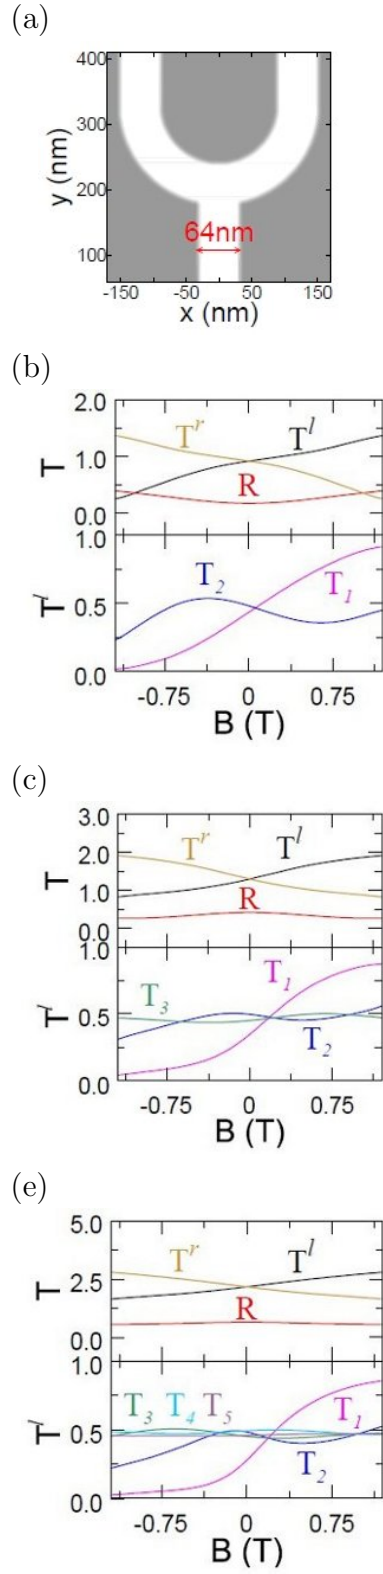 (a)
400
300
200
100
y (nm)
64nm
-150 -50 50 150
x (nm)
(b)
2.0
1.0
0.0
T
T^r
T^l
R
1.0
0.5
0.0
T^l
T_2
T_1
-0.75 0 0.75
B (T)
(c)
3.0
2.0
1.0
0.0
T
T^r
T^l
R
1.0
0.5
0.0
T^l
T_3
T_1
T_2
-0.75 0 0.75
B (T)
(e)
5.0
2.5
0.0
T
T^r
T^l
R
1.0
0.5
0.0
T^l
T_3 T_4 T_5
T_1
T_2
-0.75 0 0.75
B (T)